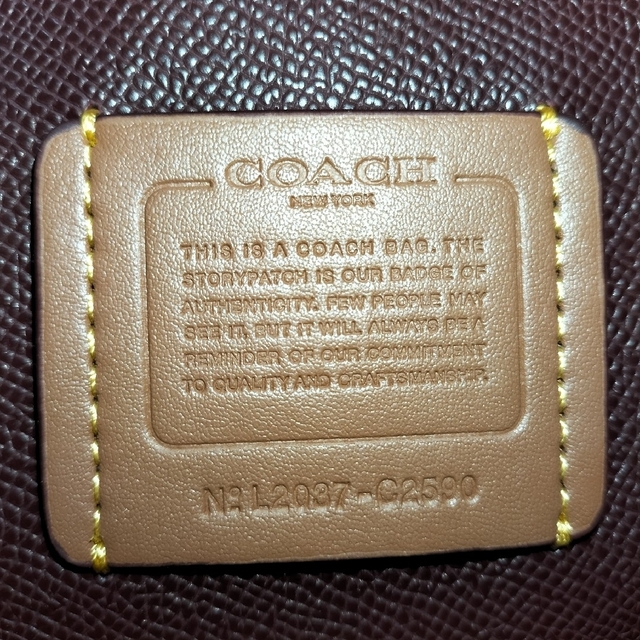 COACH
NEW YORK
THIS IS A COACH BAG. THE
STORYPATCH IS OUR BADGE OF
AUTHENTICITY. FEW PEOPLE MAY
SEE IT, BUT IT WILL ALWAYS BE A
REMINDER OF OUR COMMITMENT
TO QUALITY AND CRAFTSMANSHIP.
Nº L2037-C2590